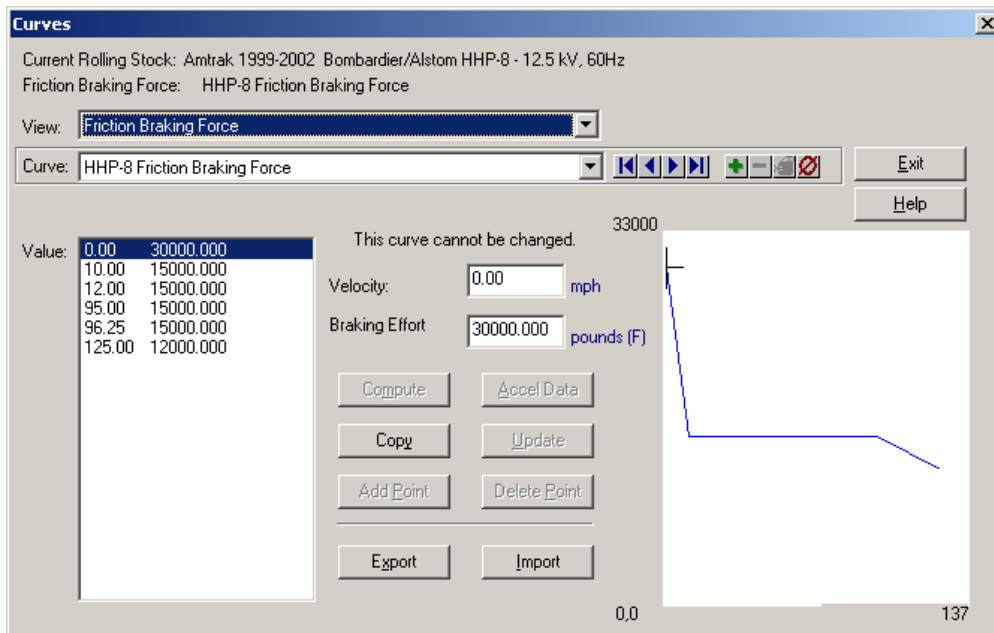 Curves
Current Rolling Stock: Amtrak 1999-2002 Bombardier/Alstom HHP-8 - 12.5 kV, 60Hz
Friction Braking Force: HHP-8 Friction Braking Force
View: Friction Braking Force
Curve: HHP-8 Friction Braking Force
Exit
Help
Value:
0.00 30000.000
10.00 15000.000
12.00 15000.000
95.00 15000.000
96.25 15000.000
125.00 12000.000
This curve cannot be changed.
Velocity: 0.00 mph
Braking Effort 30000.000 pounds (F)
Compute Accel Data
Copy Update
Add Point Delete Point
Export Import
33000
0,0 137